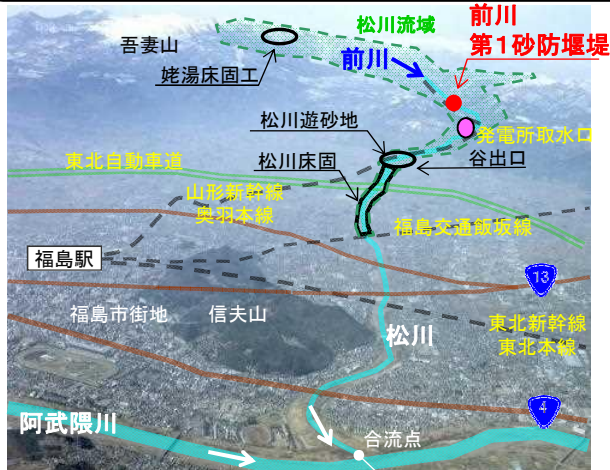 吾妻山
松川流域
前川
第1砂防堰堤
前川
姥湯床固工
松川遊砂地
発電所取水口
松川床固
谷出口
東北自動車道
山形新幹線
奥羽本線
福島交通飯坂線
福島駅
13
福島市街地
信夫山
東北新幹線
東北本線
松川
4
阿武隈川
合流点